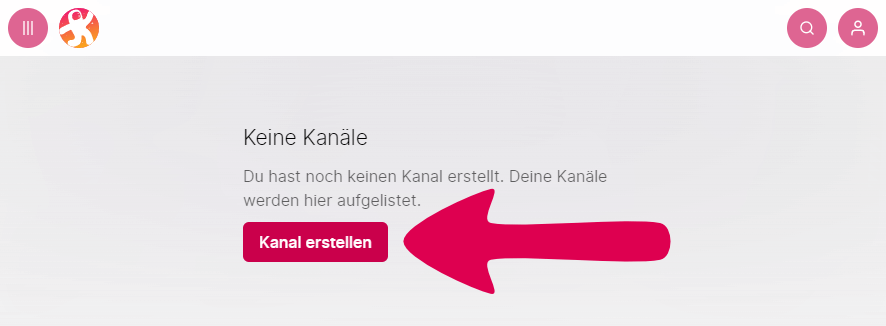 Keine Kanäle
Du hast noch keinen Kanal erstellt. Deine Kanäle
werden hier aufgelistet.
Kanal erstellen